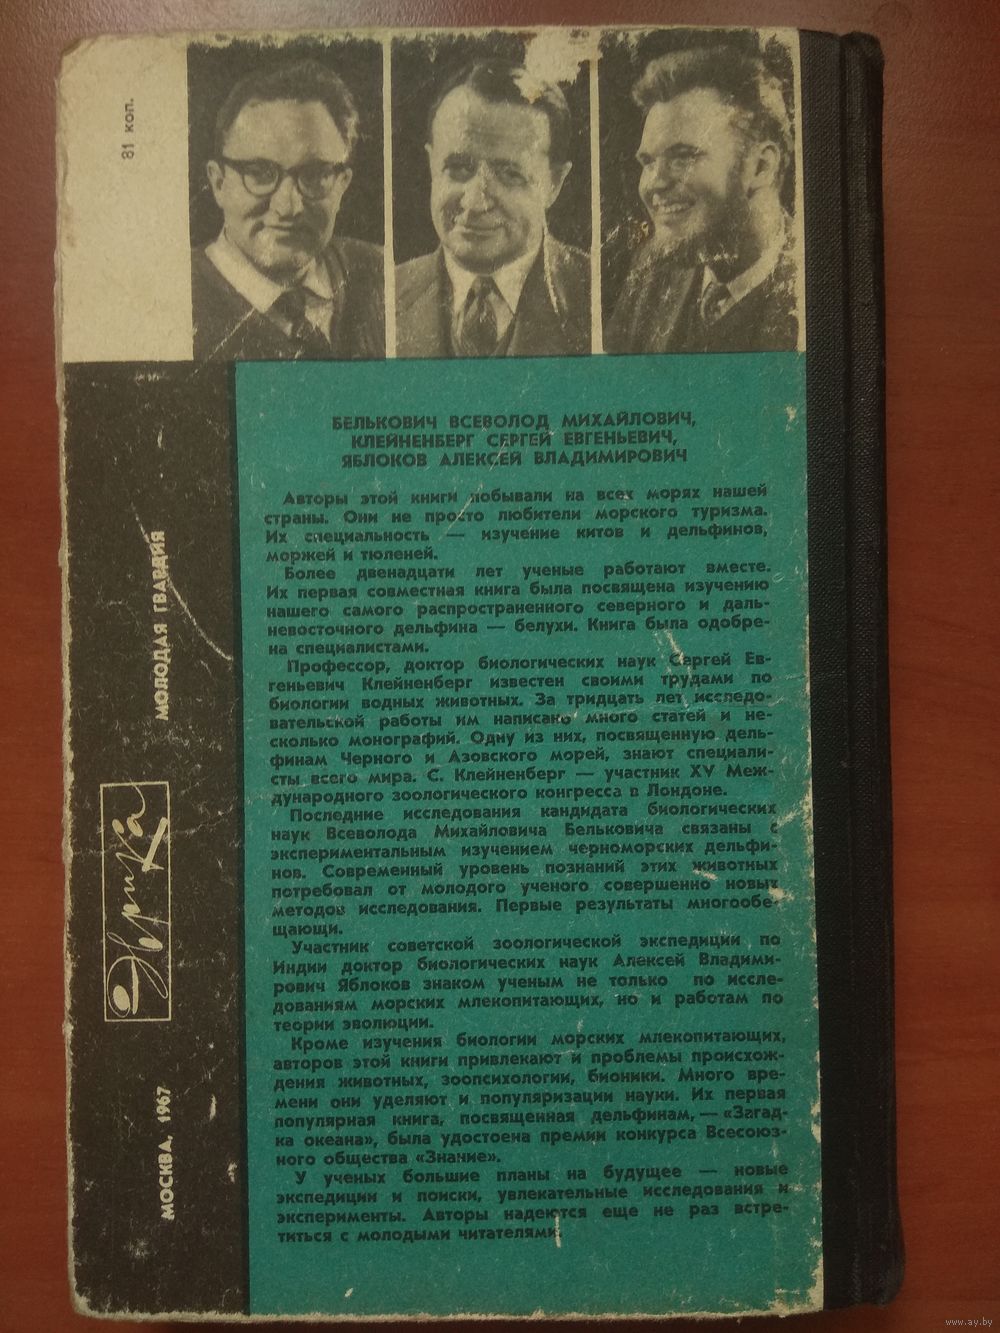 81 коп.
БЕЛЬКОВИЧ ВСЕВОЛОД МИХАЙЛОВИЧ,
КЛЕЙНЕНБЕРГ СЕРГЕЙ ЕВГЕНЬЕВИЧ,
ЯБЛОКОВ АЛЕКСЕЙ ВЛАДИМИРОВИЧ
Авторы этой книги побывали на всех морях нашей
страны. Они не просто любители морского туризма.
Их специальность — изучение китов и дельфинов,
моржей и тюленей.
Более двенадцати лет ученые работают вместе.
Их первая совместная книга была посвящена изучению
нашего самого распространенного северного и даль-
невосточного дельфина — белухи. Книга была одобре-
на специалистами.
Профессор, доктор биологических наук Сергей Ев-
геньевич Клейненберг известен своими трудами по
биологии водных животных. За тридцать лет исследо-
вательской работы им написано много статей и не-
сколько монографий. Одну из них, посвященную дель-
финам Черного и Азовского морей, знают специали-
сты всего мира. С. Клейненберг — участник XV Меж-
дународного зоологического конгресса в Лондоне.
Последние исследования кандидата биологических
наук Всеволода Михайловича Бельковича связаны с
экспериментальным изучением черноморских дельфи-
нов. Современный уровень познаний этих животных
потребовал от молодого ученого совершенно новых
методов исследования. Первые результаты многообе-
щающи.
Участник советской зоологической экспедиции по
Индии доктор биологических наук Алексей Владими-
рович Яблоков знаком ученым не только по иссле-
дованиям морских млекопитающих, но и работам по
теории эволюции.
Кроме изучения биологии морских млекопитающих,
авторов этой книги привлекают и проблемы происхож-
дения животных, зоопсихологии, бионики. Много вре-
мени они уделяют и популяризации науки. Их первая
популярная книга, посвященная дельфинам, — «Загад-
ка океана», была удостоена премии конкурса Всесоюз-
ного общества «Знание».
У ученых большие планы на будущее — новые
экспедиции и поиски, увлекательные исследования и
эксперименты. Авторы надеются еще не раз встре-
титься с молодыми читателями.
МОСКВА, 1967
Эврика
МОЛОДАЯ ГВАРДИЯ
www.ay.by